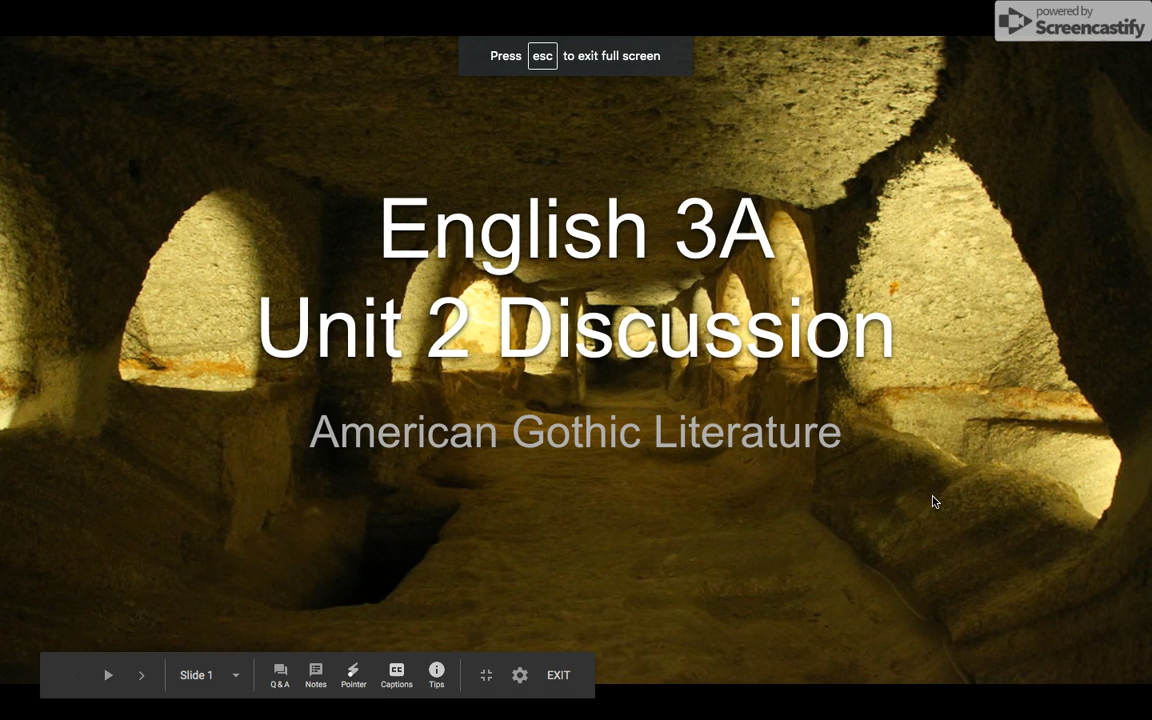 powered by
Screencastify
Press esc to exit full screen
English 3A
Unit 2 Discussion
American Gothic Literature
Slide 1
Q & A
Notes
Pointer
Captions
Tips
EXIT